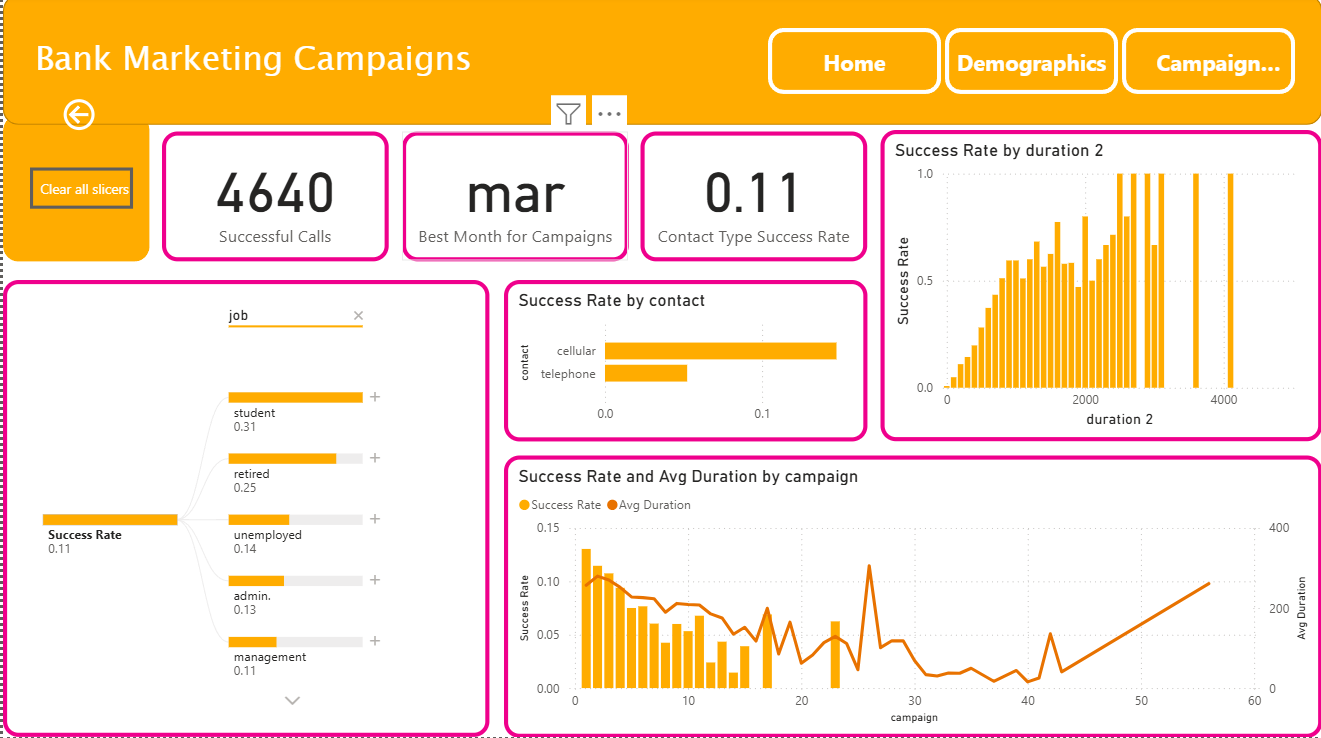 Bank Marketing Campaigns
Home
Demographics
Campaign...
Clear all slicers
4640
Successful Calls
mar
Best Month for Campaigns
0.11
Contact Type Success Rate
Success Rate by duration 2
Success Rate
1.0
0.5
0.0
0
2000
4000
duration 2
job
student
0.31
retired
0.25
Success Rate
0.11
unemployed
0.14
admin.
0.13
management
0.11
Success Rate by contact
contact
cellular
telephone
0.0
0.1
Success Rate and Avg Duration by campaign
Success Rate
Avg Duration
Success Rate
0.15
0.10
0.05
0.00
400
200
0
Avg Duration
0
10
20
30
40
50
60
campaign